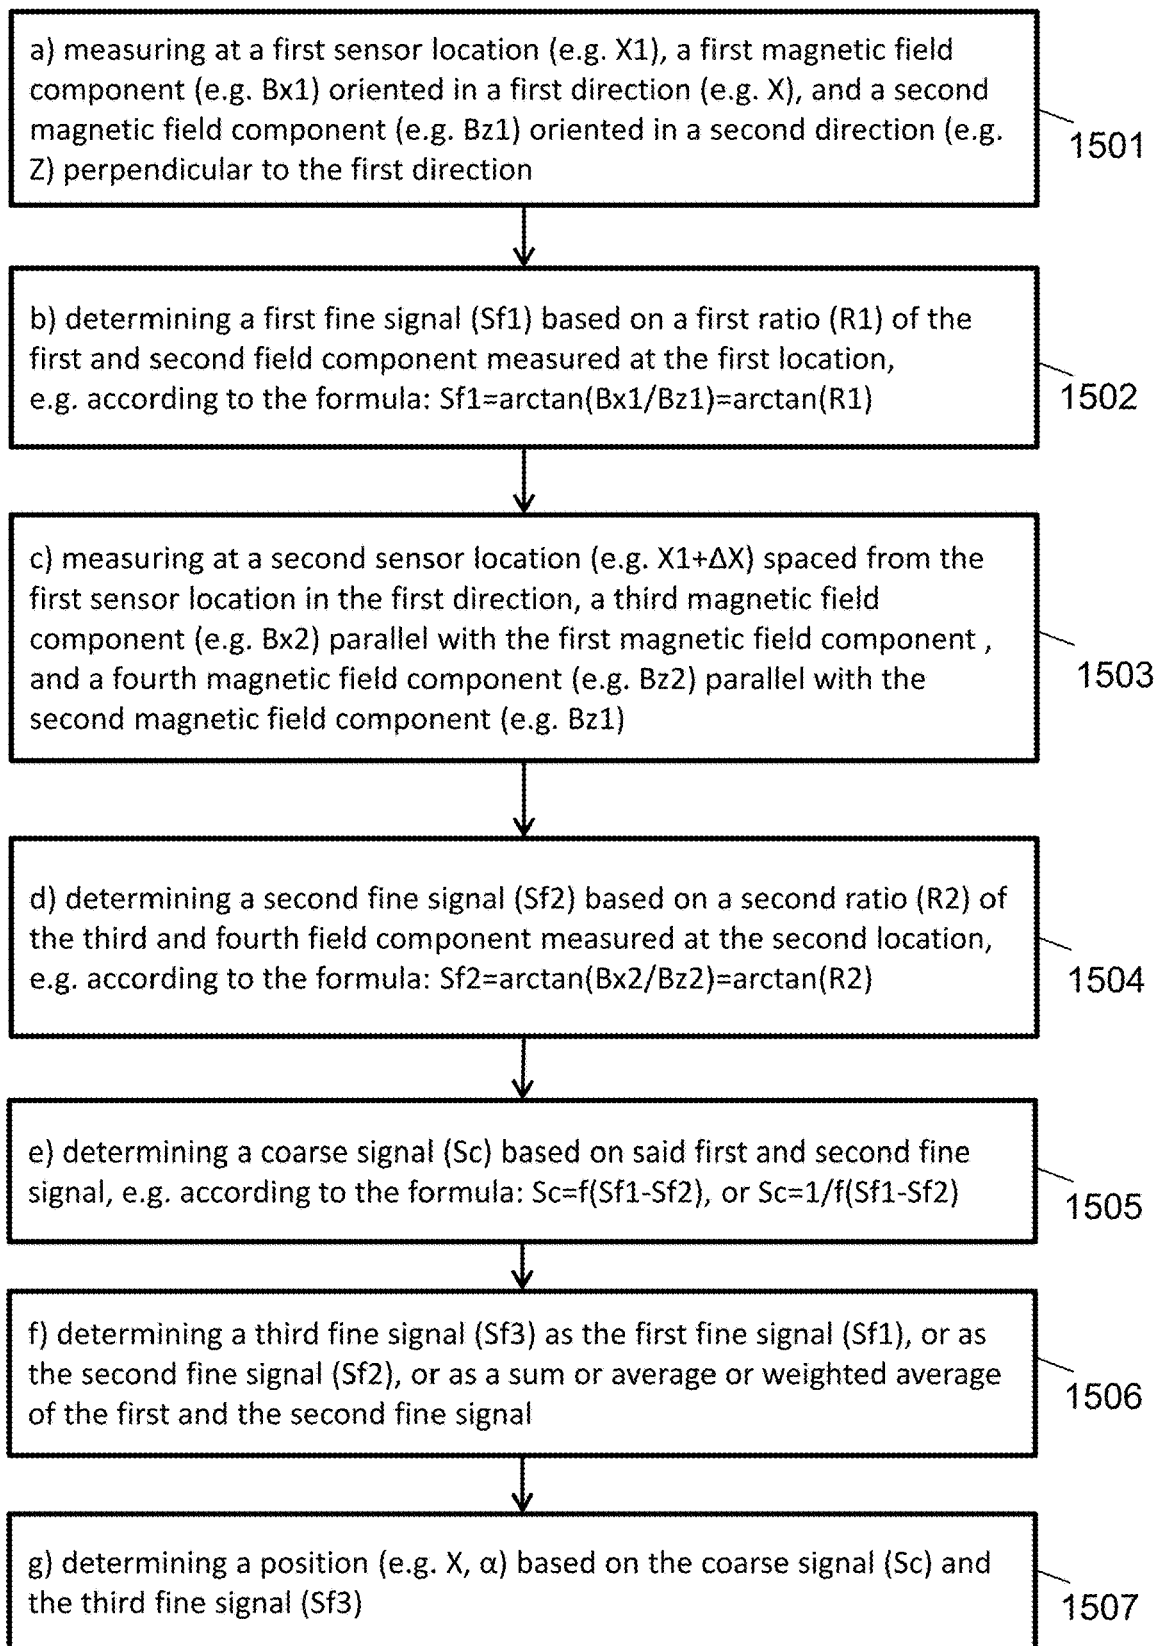 a) measuring at a first sensor location (e.g. X1), a first magnetic field
component (e.g. Bx1) oriented in a first direction (e.g. X), and a second
magnetic field component (e.g. Bz1) oriented in a second direction (e.g.
Z) perpendicular to the first direction
1501
b) determining a first fine signal (Sf1) based on a first ratio (R1) of the
first and second field component measured at the first location,
e.g. according to the formula: Sf1=arctan(Bx1/Bz1)=arctan(R1)
1502
c) measuring at a second sensor location (e.g. X1+ΔX) spaced from the
first sensor location in the first direction, a third magnetic field
component (e.g. Bx2) parallel with the first magnetic field component ,
and a fourth magnetic field component (e.g. Bz2) parallel with the
second magnetic field component (e.g. Bz1)
1503
d) determining a second fine signal (Sf2) based on a second ratio (R2) of
the third and fourth field component measured at the second location,
e.g. according to the formula: Sf2=arctan(Bx2/Bz2)=arctan(R2)
1504
e) determining a coarse signal (Sc) based on said first and second fine
signal, e.g. according to the formula: Sc=f(Sf1-Sf2), or Sc=1/f(Sf1-Sf2)
1505
f) determining a third fine signal (Sf3) as the first fine signal (Sf1), or as
the second fine signal (Sf2), or as a sum or average or weighted average
of the first and the second fine signal
1506
g) determining a position (e.g. X, α) based on the coarse signal (Sc) and
the third fine signal (Sf3)
1507